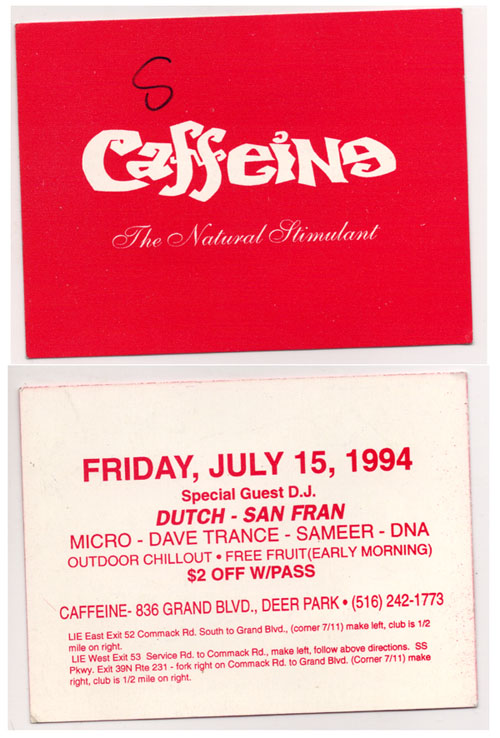 S
Caffeine
The Natural Stimulant
FRIDAY, JULY 15, 1994
Special Guest D.J.
DUTCH - SAN FRAN
MICRO - DAVE TRANCE - SAMEER - DNA
OUTDOOR CHILLOUT • FREE FRUIT(EARLY MORNING)
$2 OFF W/PASS
CAFFEINE- 836 GRAND BLVD., DEER PARK • (516) 242-1773
LIE East Exit 52 Commack Rd. South to Grand Blvd., (corner 7/11) make left, club is 1/2
mile on right.
LIE West Exit 53 Service Rd. to Commack Rd., make left, follow above directions. SS
Pkwy. Exit 39N Rte 231 - fork right on Commack Rd. to Grand Blvd. (Corner 7/11) make
right, club is 1/2 mile on right.